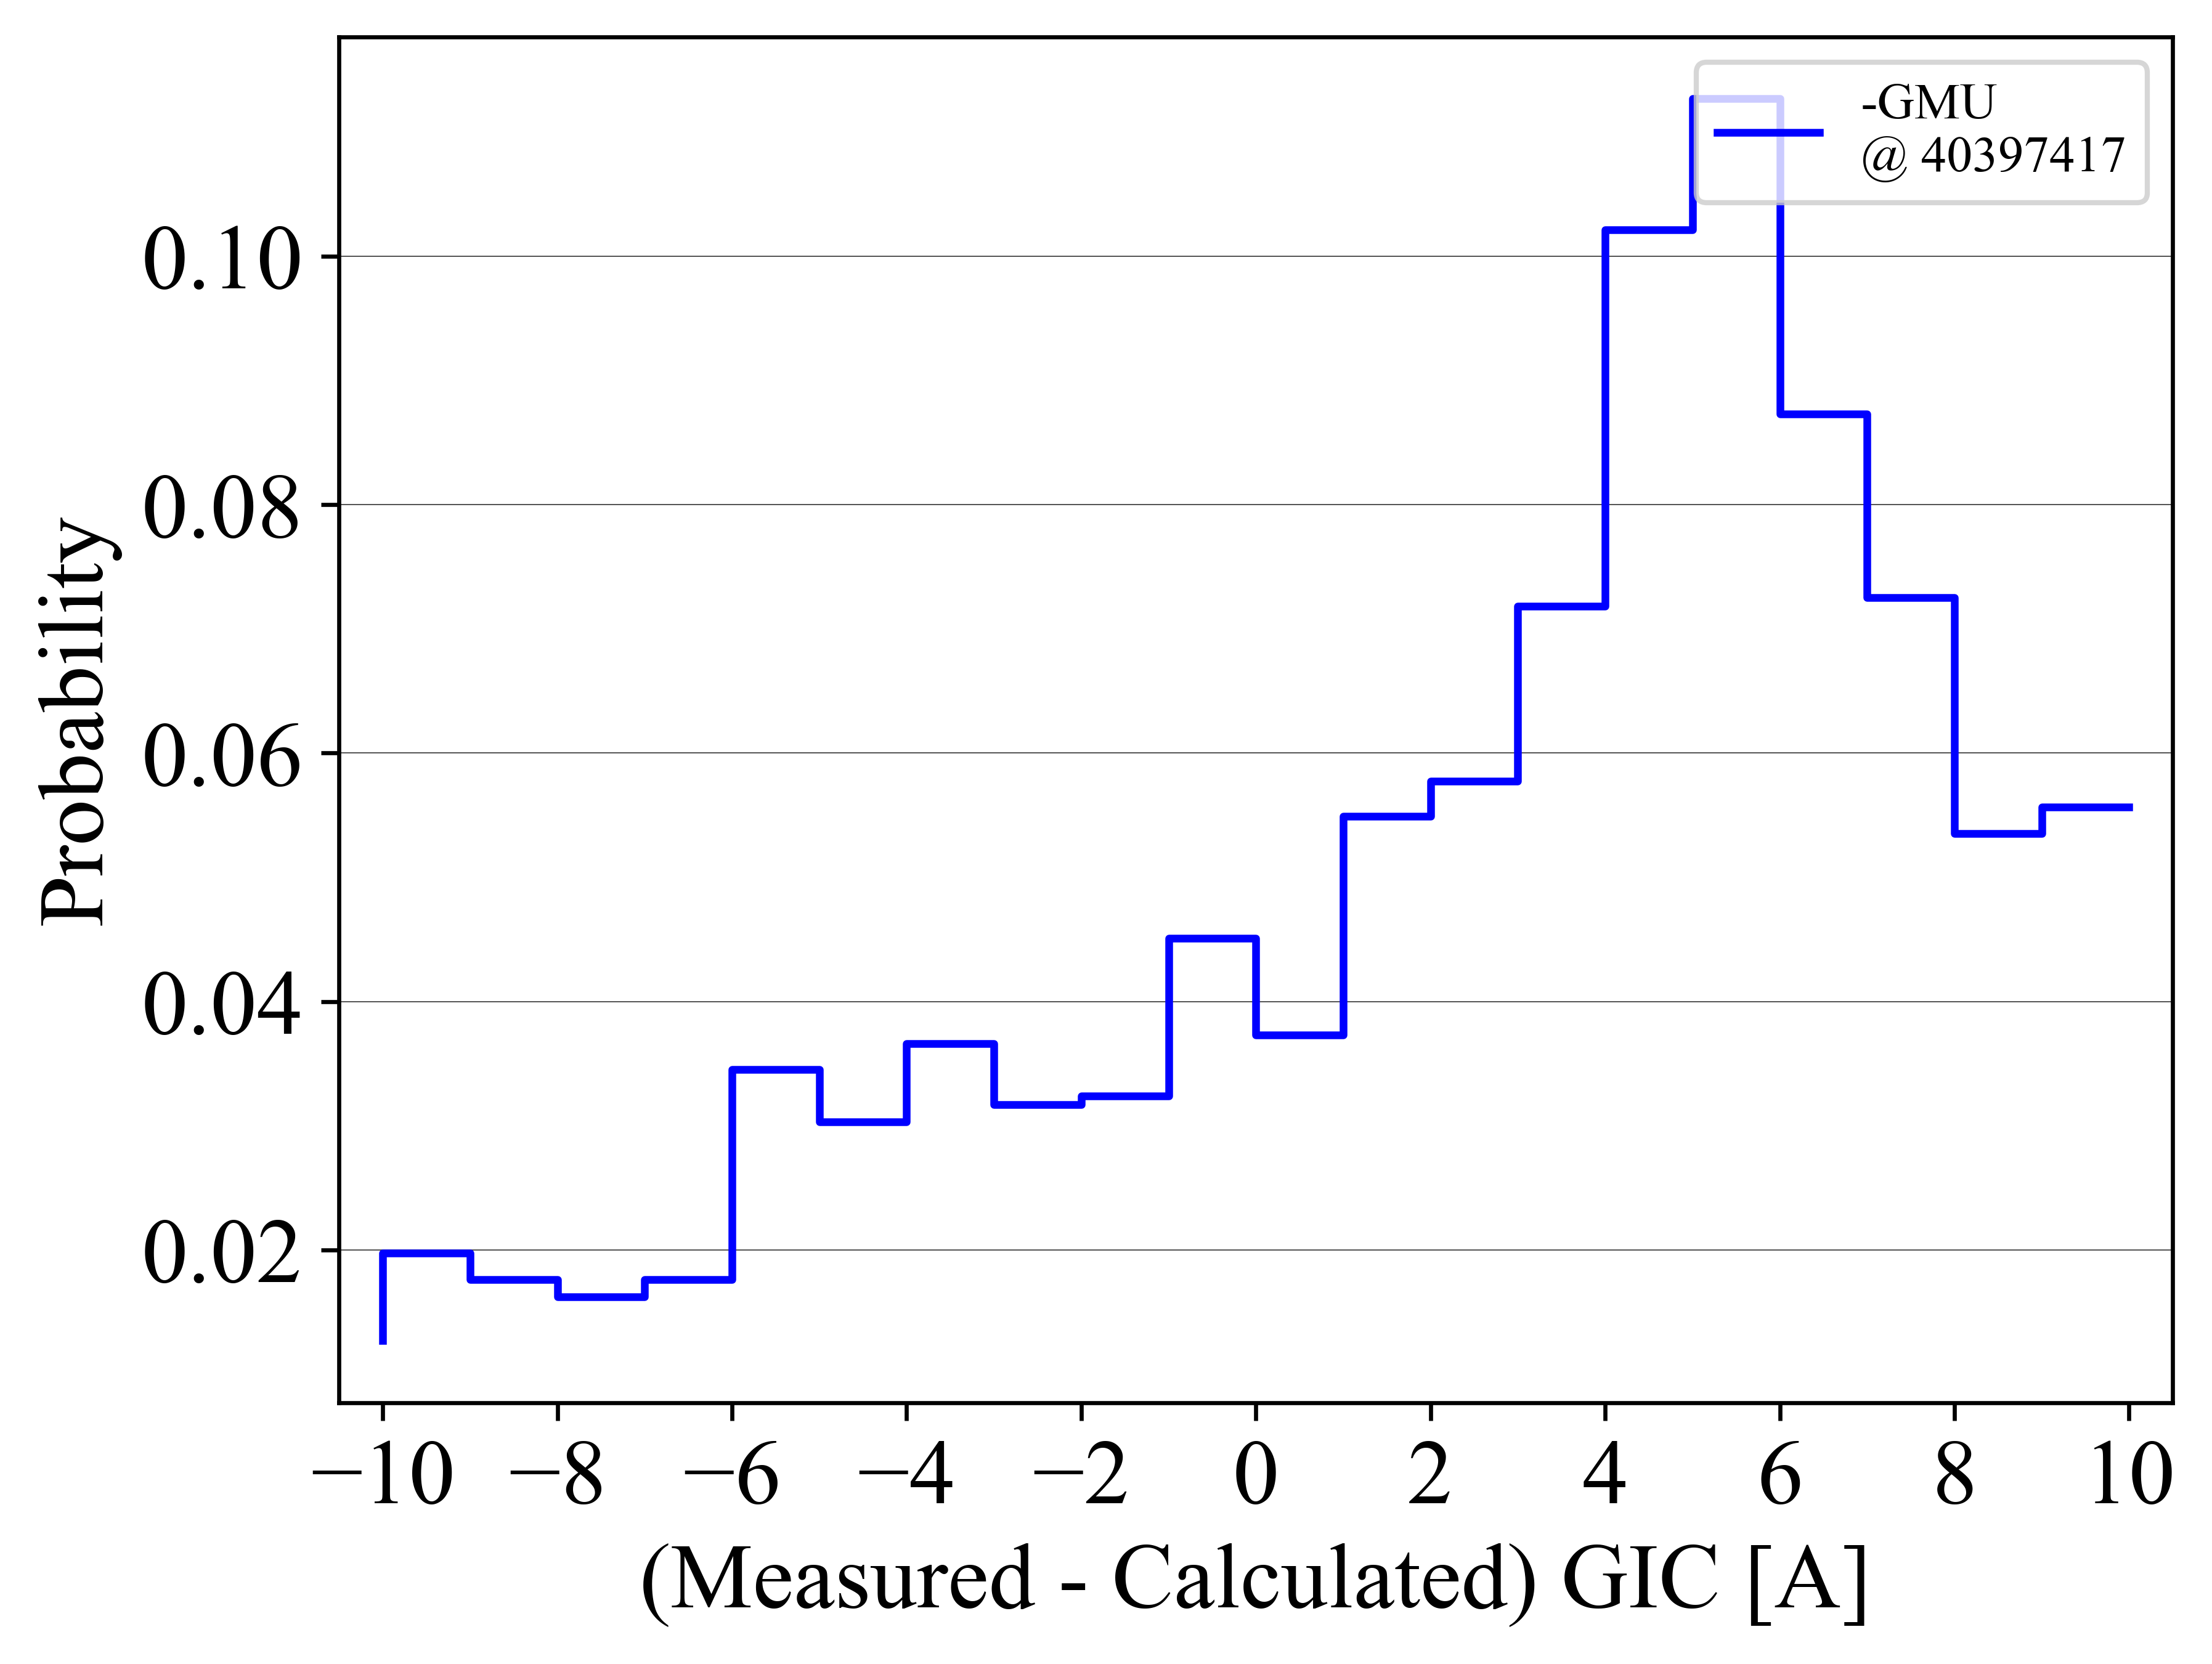 -GMU
@ 40397417
0.10
0.08
0.06
0.04
0.02
Probability
−10 −8 −6 −4 −2 0 2 4 6 8 10
(Measured - Calculated) GIC [A]